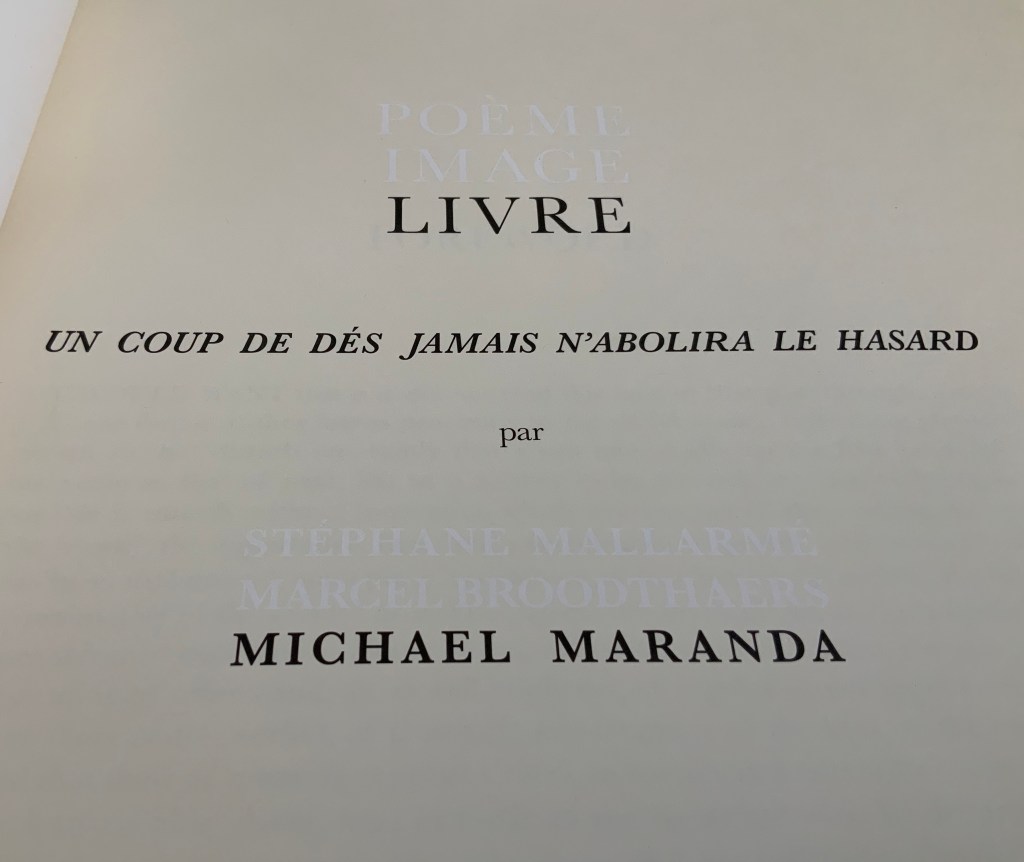 POÈME
IMAGE
LIVRE
UN COUP DE DÉS JAMAIS N'ABOLIRA LE HASARD
par
STÉPHANE MALLARMÉ
MARCEL BROODTHAERS
MICHAEL MARANDA